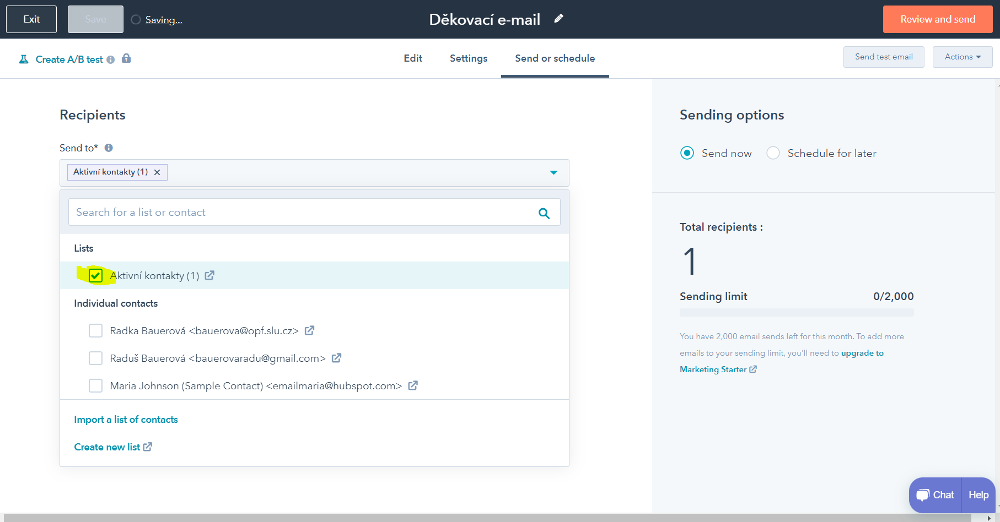 Exit
Save
Saving...
Děkovací e-mail
Review and send
Create A/B test
Edit
Settings
Send or schedule
Send test email
Actions
Recipients
Send to*
Aktivní kontakty (1)
Search for a list or contact
Lists
Aktivní kontakty (1)
Individual contacts
Radka Bauerová <bauerova@opf.slu.cz>
Raduš Bauerová <bauerovaradu@gmail.com>
Maria Johnson (Sample Contact) <emailmaria@hubspot.com>
Import a list of contacts
Create new list
Sending options
Send now
Schedule for later
Total recipients :
1
Sending limit 0/2,000
You have 2,000 email sends left for this month. To add more
emails to your sending limit, you'll need to upgrade to
Marketing Starter
Chat
Help